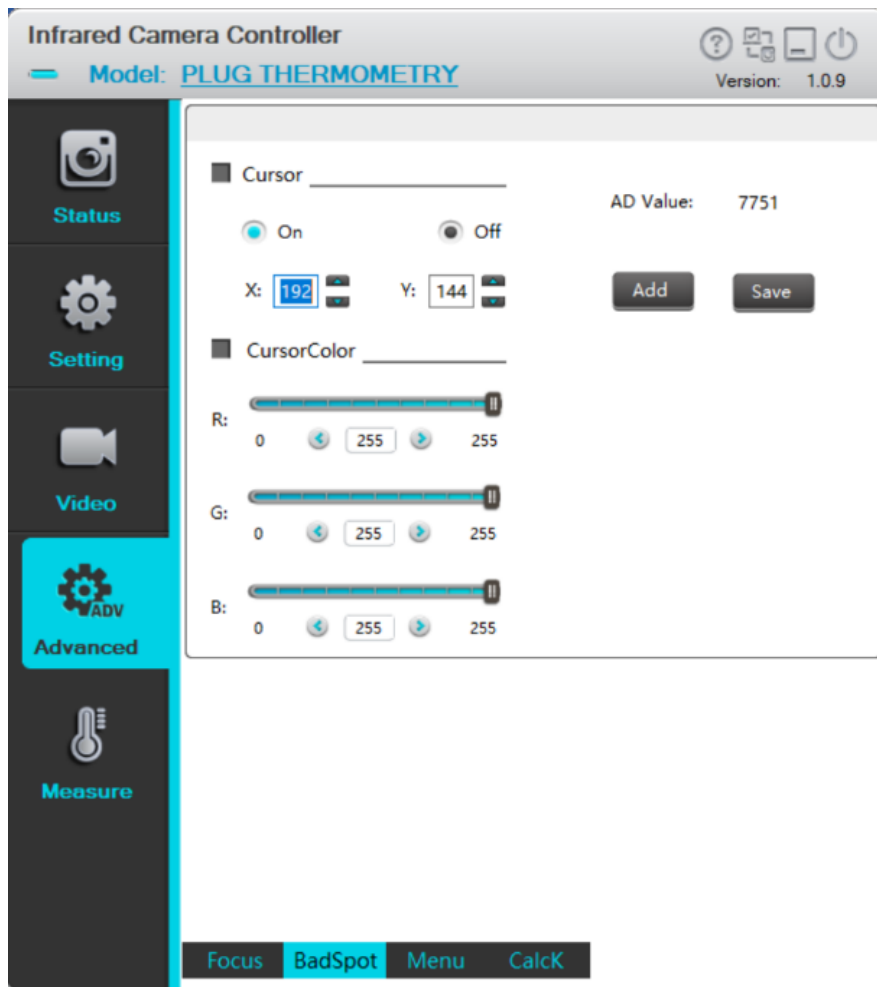 Infrared Camera Controller
Model: PLUG THERMOMETRY
Version: 1.0.9
Status
Setting
Video
ADV
Advanced
Measure
Cursor
On Off
X: 192 Y: 144
AD Value: 7751
Add Save
CursorColor
R:
0 255 255
G:
0 255 255
B:
0 255 255
Focus BadSpot Menu CalcK